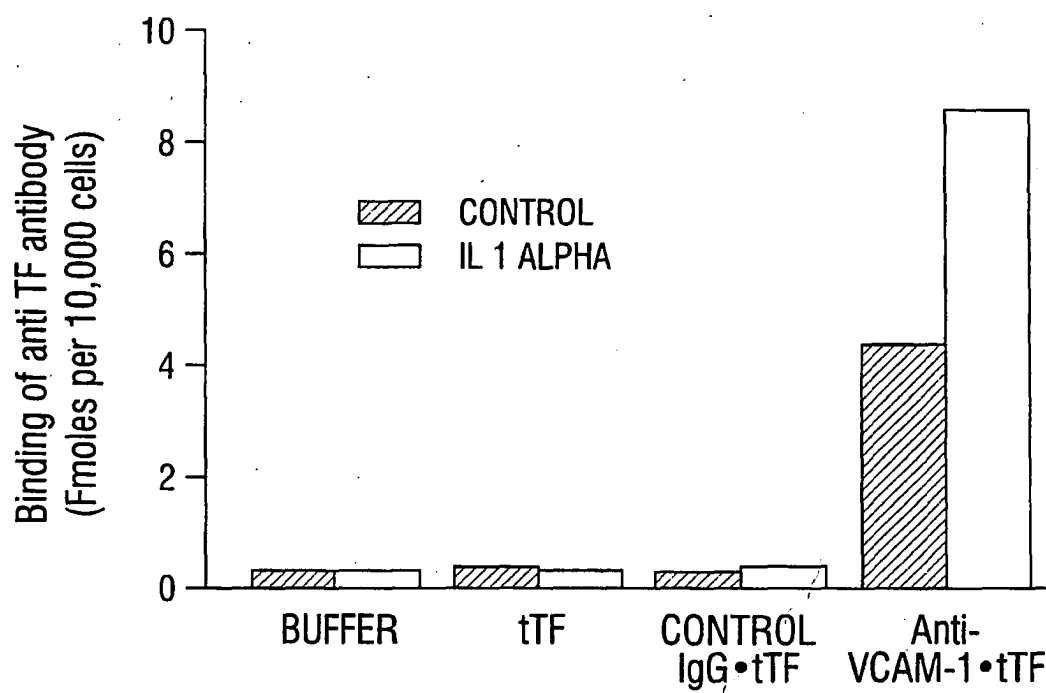 Binding of anti TF antibody
(Fmoles per 10,000 cells)
10
8
6
4
2
0
CONTROL
IL 1 ALPHA
BUFFER
tTF
CONTROL
IgG•tTF
Anti-
VCAM-1•tTF